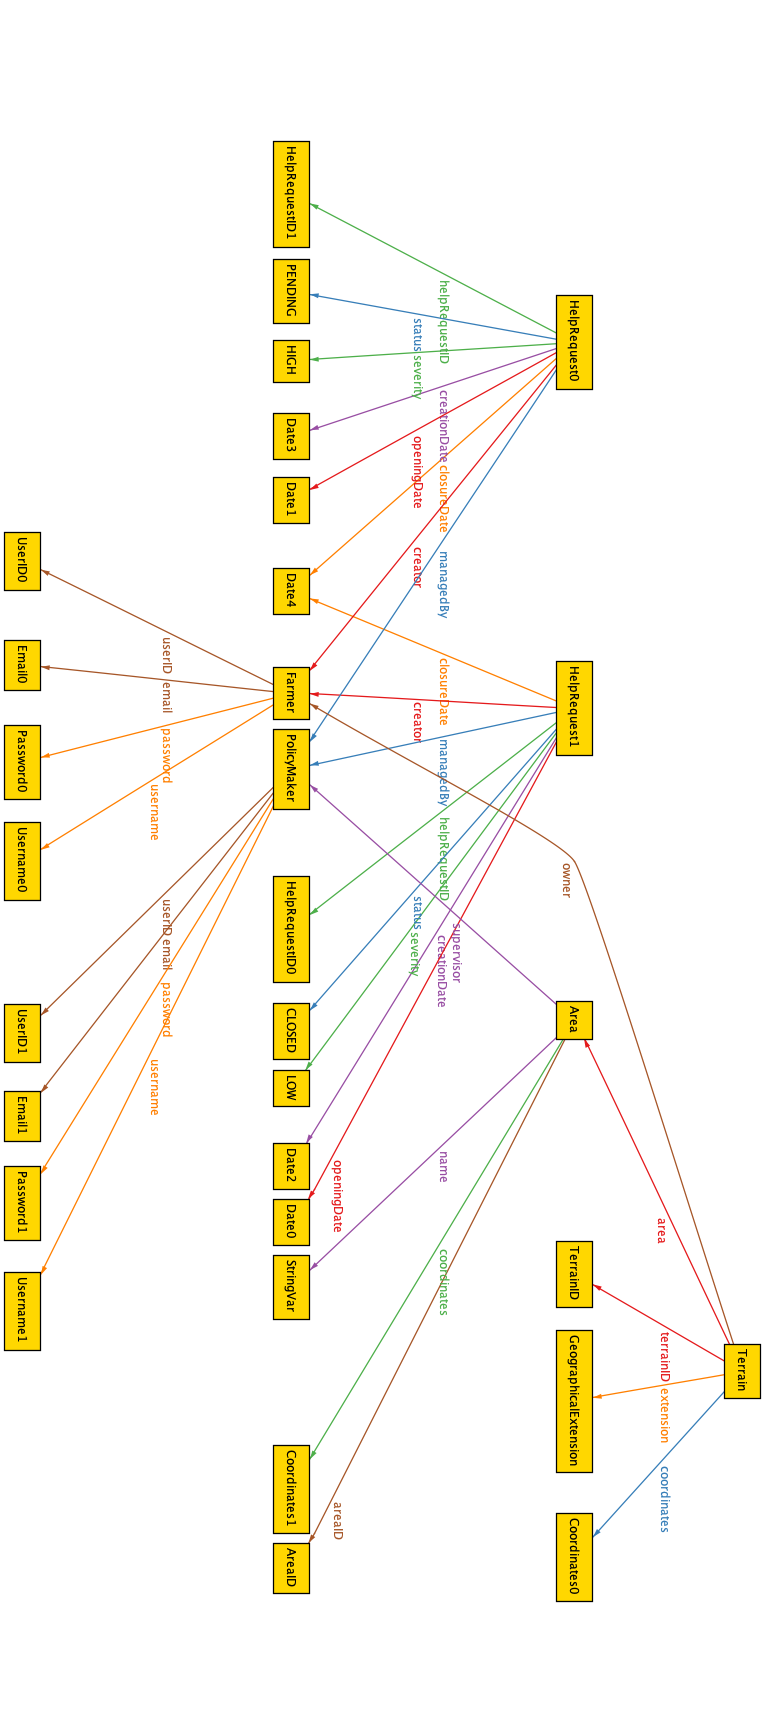 Terrain
area
terrainID
extension
coordinates
HelpRequest0
HelpRequest1
Area
TerrainID
GeographicalExtension
Coordinates0
owner
supervisor
helpRequestID
creationDate
closureDate
managedBy
closureDate
managedBy
helpRequestID
creationDate
name
coordinates
status
severity
openingDate
creator
creator
status
severity
openingDate
areaID
HelpRequestID1
PENDING
HIGH
Date3
Date1
Date4
Farmer
PolicyMaker
HelpRequestID0
CLOSED
LOW
Date2
Date0
StringVar
Coordinates1
AreaID
userID
email
password
username
userID
email
password
username
UserID0
Email0
Password0
Username0
UserID1
Email1
Password1
Username1